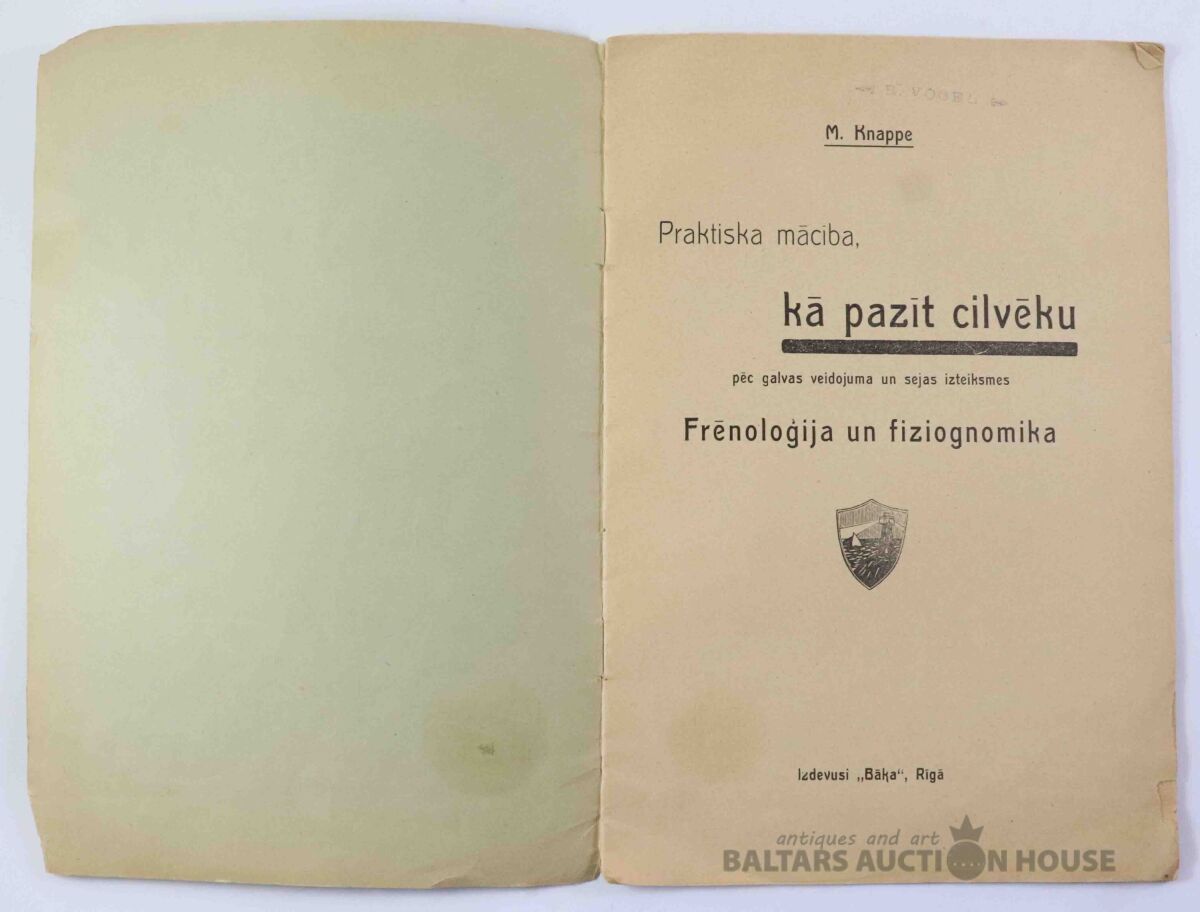 E. VOGEL
M. Knappe
Praktiska mācība,
kā pazīt cilvēku
pēc galvas veidojuma un sejas izteiksmes
Frēnoloģija un fiziognomika
Izdevusi „Bāka“, Rīgā
antiques and art
BALTARS AUCTION HOUSE